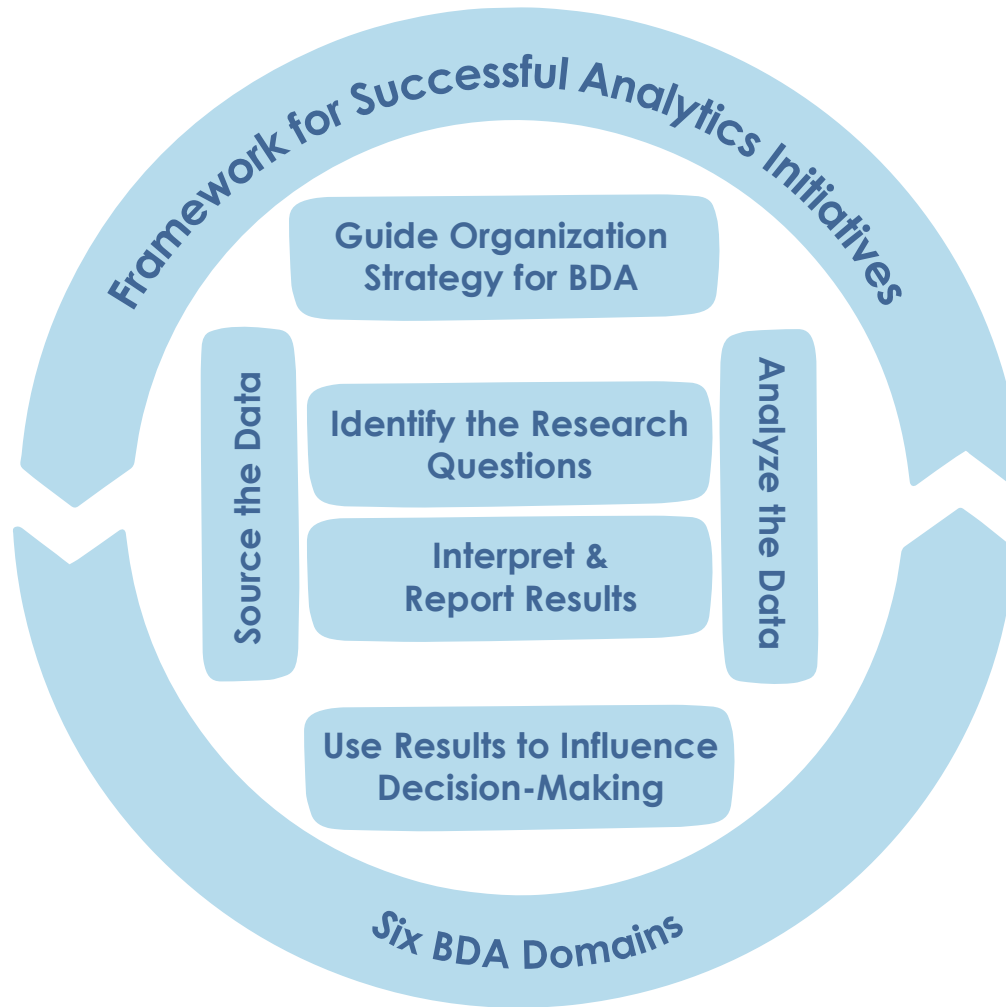 Framework for Successful Analytics Initiatives
Guide Organization
Strategy for BDA
Source the Data
Identify the Research
Questions
Interpret &
Report Results
Analyze the Data
Use Results to Influence
Decision-Making
Six BDA Domains